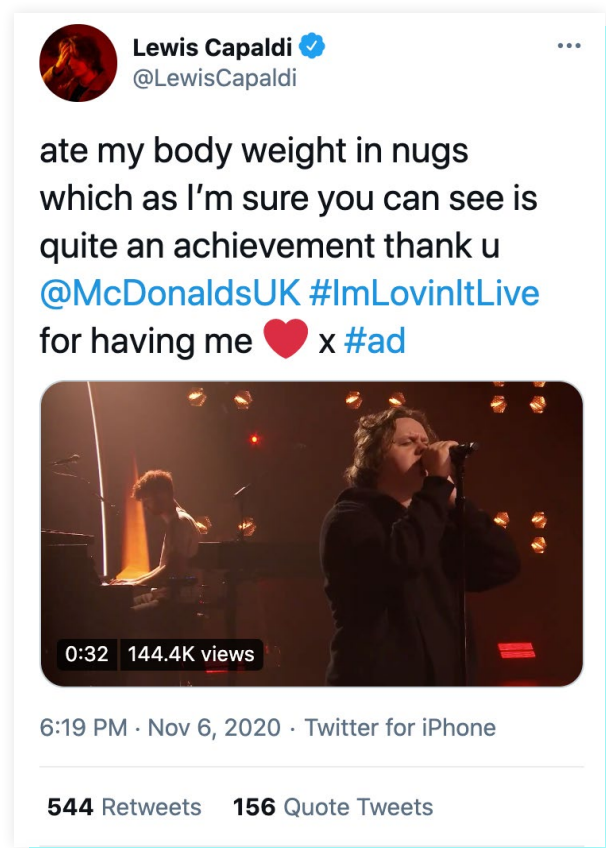 Lewis Capaldi
@LewisCapaldi
ate my body weight in nugs
which as I’m sure you can see is
quite an achievement thank u
@McDonaldsUK #ImLovinItLive
for having me ❤️ x #ad
0:32 144.4K views
6:19 PM · Nov 6, 2020 · Twitter for iPhone
544 Retweets 156 Quote Tweets